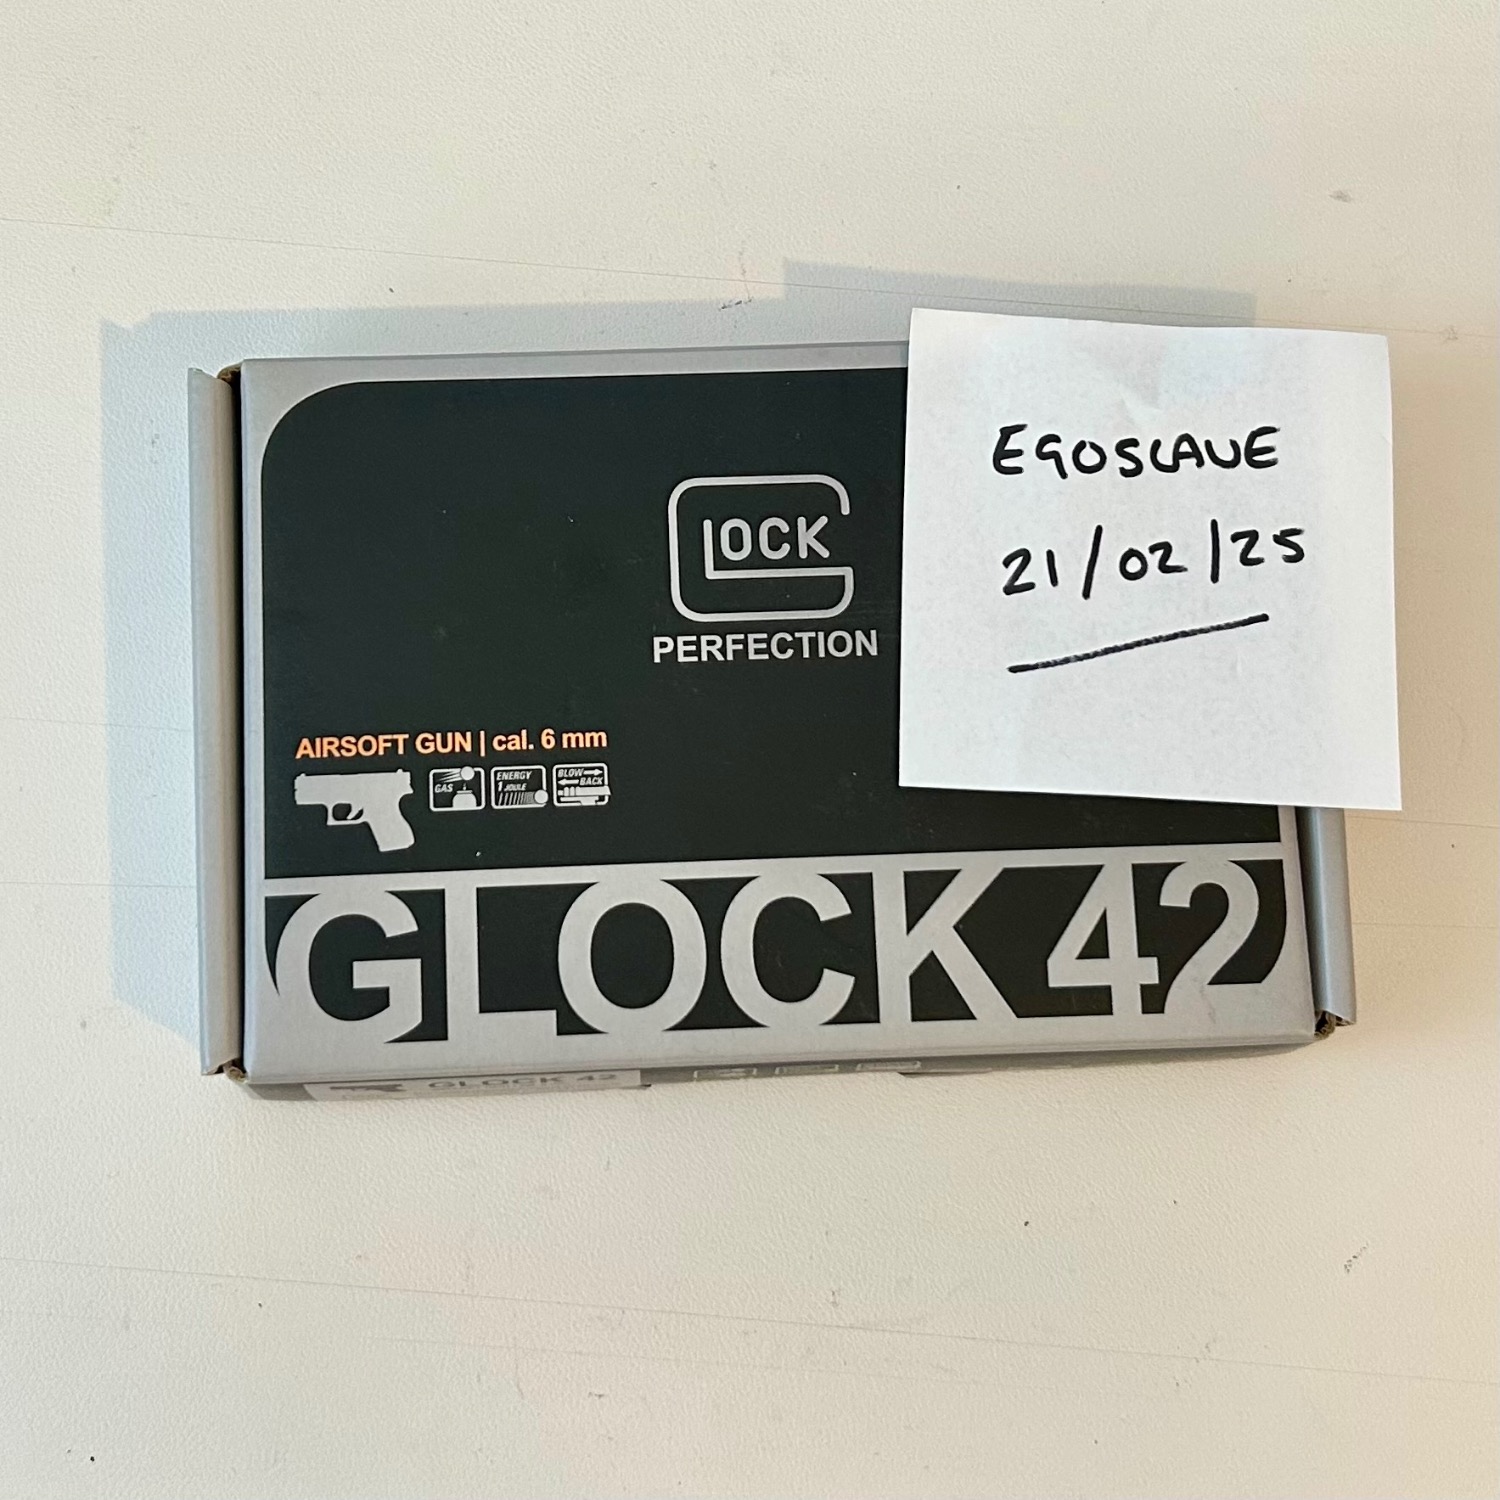 GLOCK
PERFECTION
EGOSLAVE
21/02/25
AIRSOFT GUN | cal. 6 mm
GAS
ENERGY
1 JOULE
BLOW
BACK
GLOCK 42
GLOCK 42